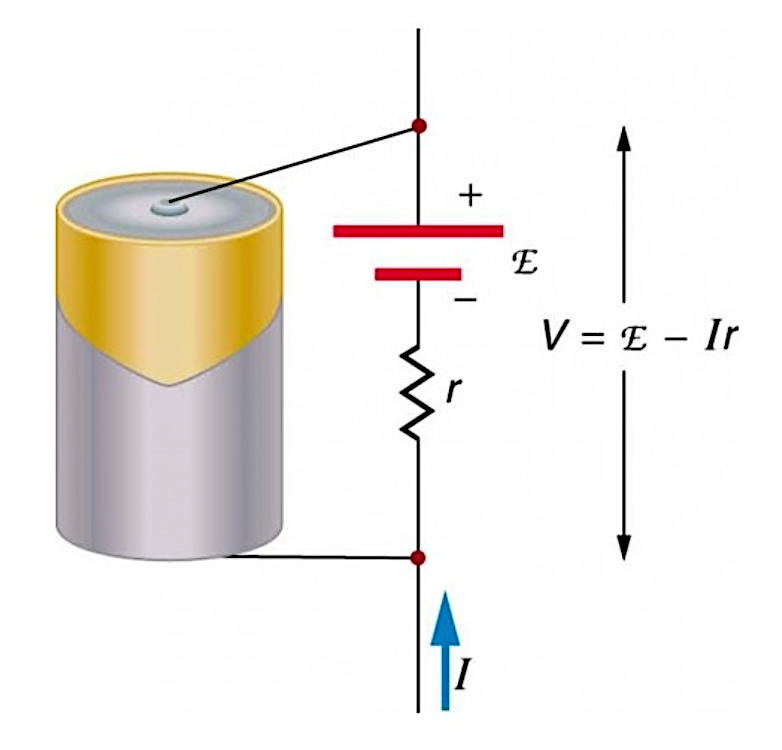 +
ℰ
−
V = ℰ − Ir
r
I